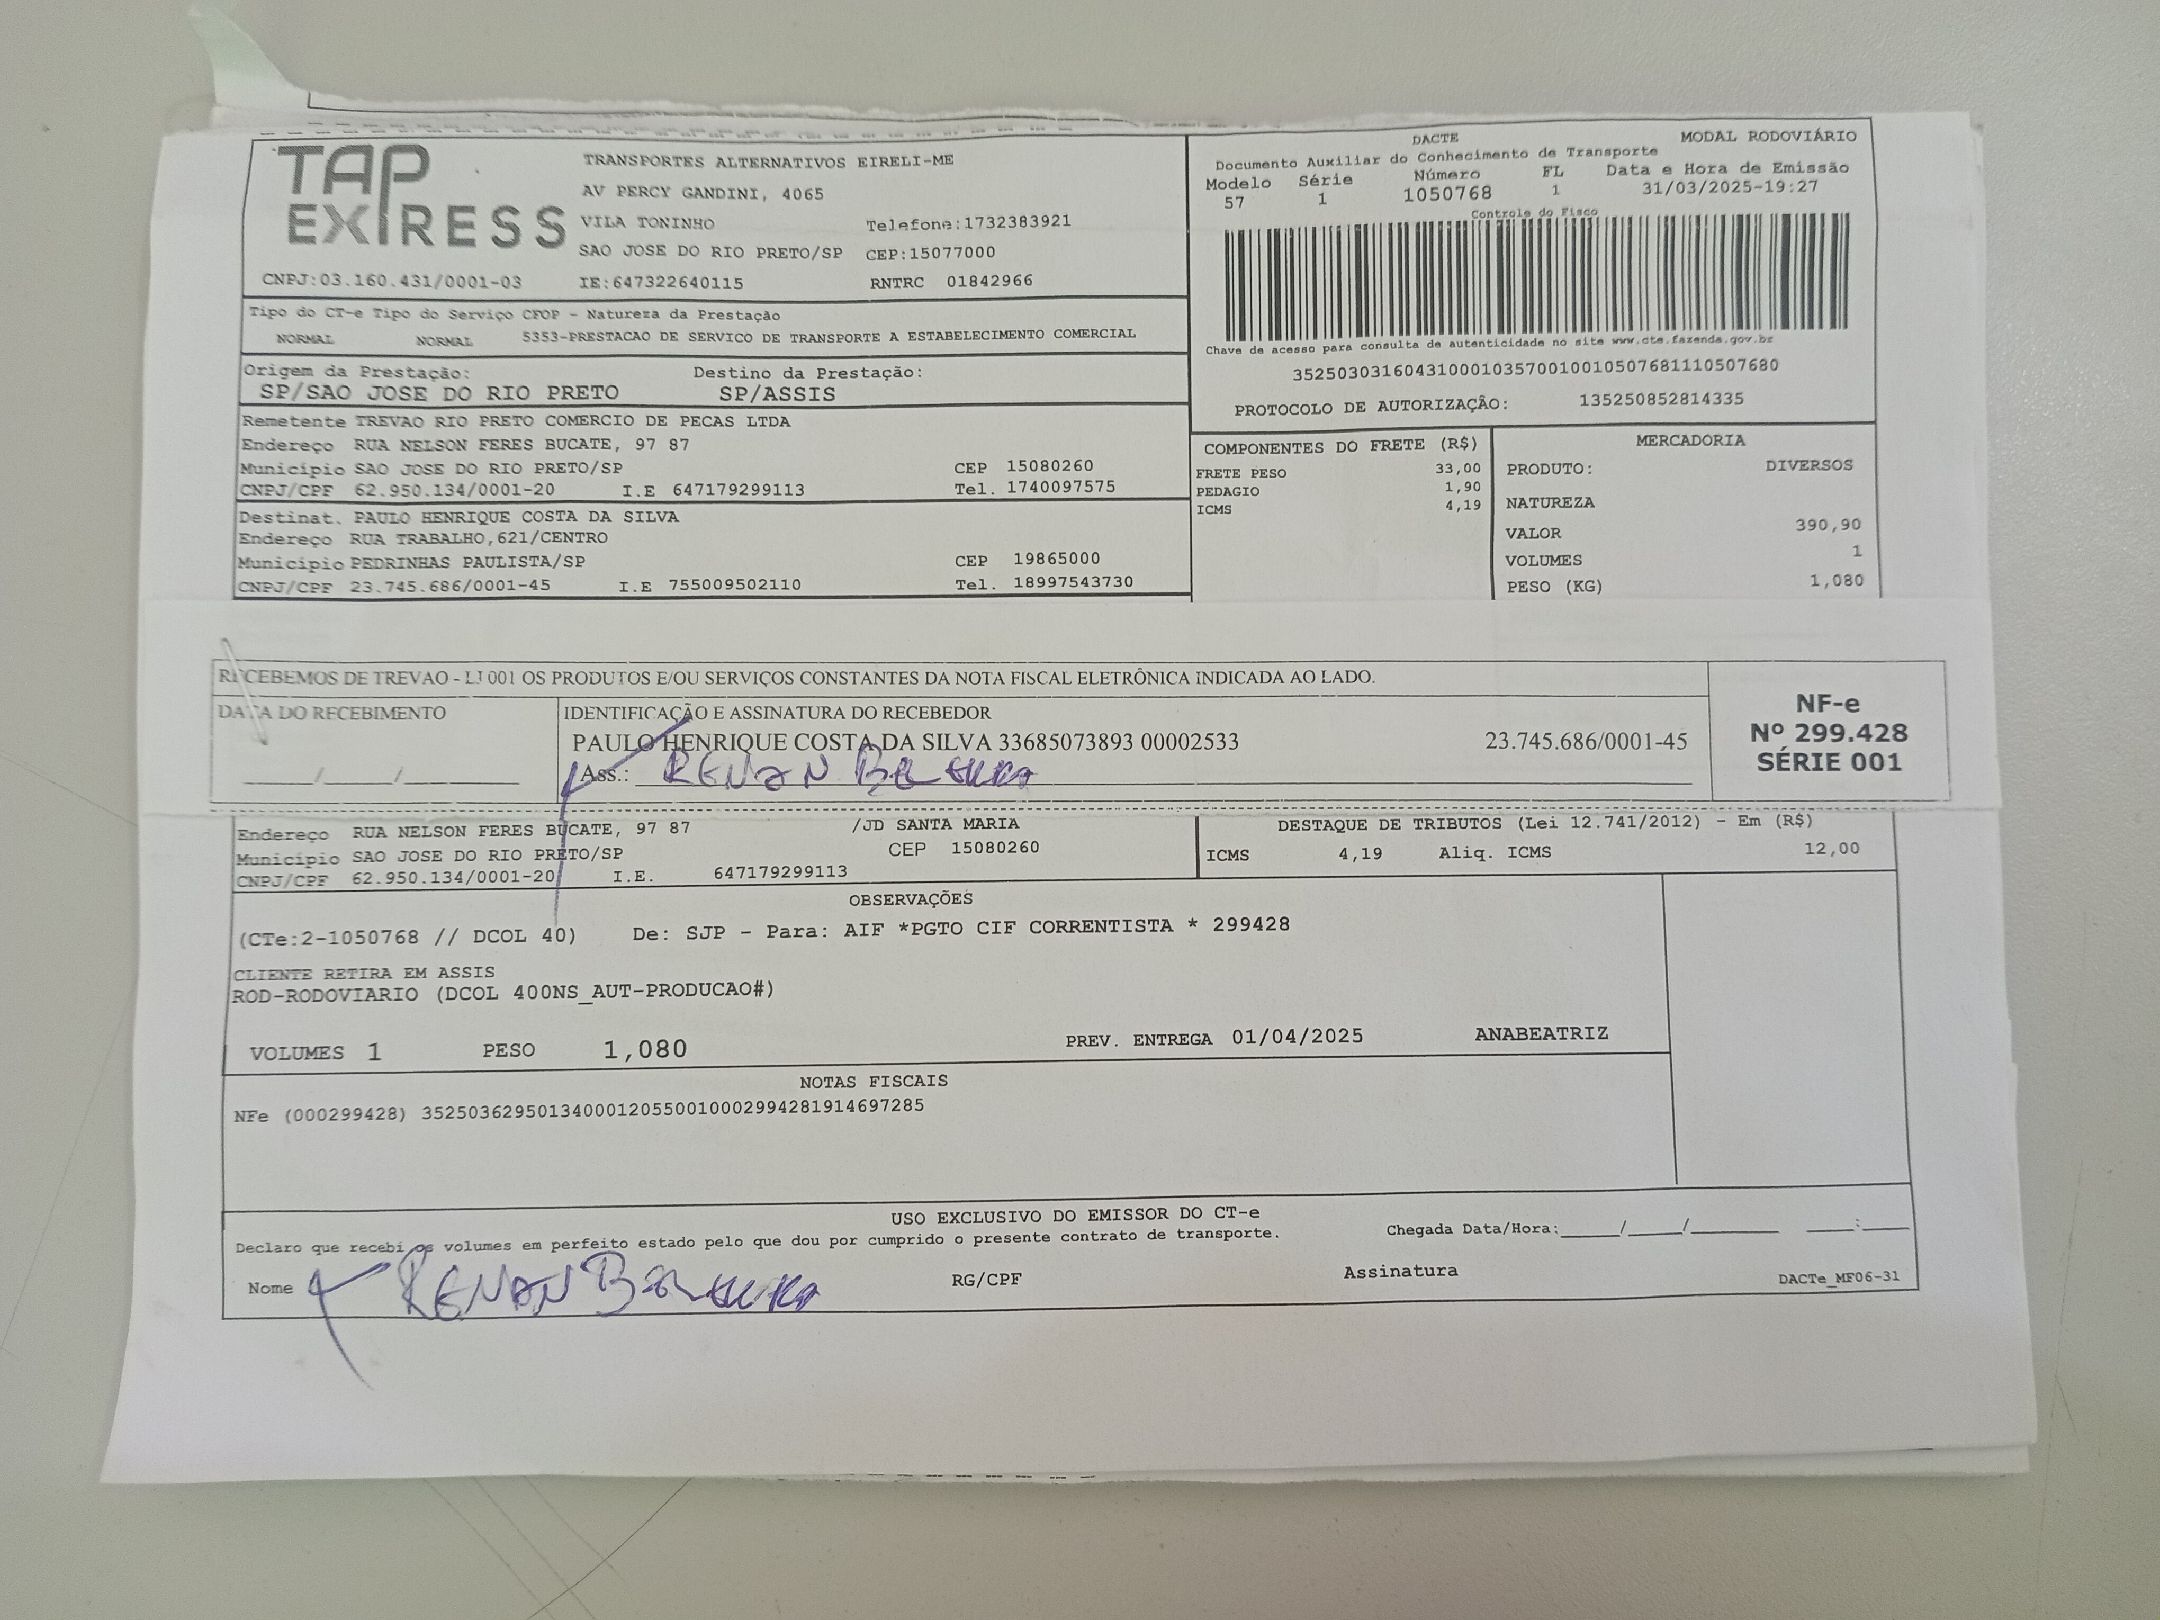 TAP EXPRESS
TRANSPORTES ALTERNATIVOS EIRELI-ME
AV PERCY GANDINI, 4065
VILA TONINHO Telefone:1732383921
SAO JOSE DO RIO PRETO/SP CEP:15077000
CNPJ:03.160.431/0001-03 IE:647322640115 RNTRC 01842966
DACTE MODAL RODOVIÁRIO
Documento Auxiliar do Conhecimento de Transporte
Modelo Série Número FL Data e Hora de Emissão
57 1 1050768 1 31/03/2025-19:27
Controle do Fisco
Chave de acesso para consulta de autenticidade no site www.cte.fazenda.gov.br
35250303160431000103570010010507681110507680
PROTOCOLO DE AUTORIZAÇÃO: 135250852814335
Tipo do CT-e Tipo do Serviço CFOP - Natureza da Prestação
NORMAL NORMAL 5353-PRESTACAO DE SERVICO DE TRANSPORTE A ESTABELECIMENTO COMERCIAL
Origem da Prestação: Destino da Prestação:
SP/SAO JOSE DO RIO PRETO SP/ASSIS
Remetente TREVAO RIO PRETO COMERCIO DE PECAS LTDA
Endereço RUA NELSON FERES BUCATE, 97 87
Município SAO JOSE DO RIO PRETO/SP CEP 15080260
CNPJ/CPF 62.950.134/0001-20 I.E 647179299113 Tel. 1740097575
Destinat. PAULO HENRIQUE COSTA DA SILVA
Endereço RUA TRABALHO,621/CENTRO
Município PEDRINHAS PAULISTA/SP CEP 19865000
CNPJ/CPF 23.745.686/0001-45 I.E 755009502110 Tel. 18997543730
COMPONENTES DO FRETE (R$)
FRETE PESO 33,00
PEDAGIO 1,90
ICMS 4,19
MERCADORIA
PRODUTO: DIVERSOS
NATUREZA
VALOR 390,90
VOLUMES 1
PESO (KG) 1,080
RECEBEMOS DE TREVAO - LJ 001 OS PRODUTOS E/OU SERVIÇOS CONSTANTES DA NOTA FISCAL ELETRÔNICA INDICADA AO LADO.
DATA DO RECEBIMENTO IDENTIFICAÇÃO E ASSINATURA DO RECEBEDOR
PAULO HENRIQUE COSTA DA SILVA 33685073893 00002533 23.745.686/0001-45
___/___/______ Ass.: RENAN
NF-e
Nº 299.428
SÉRIE 001
Endereço RUA NELSON FERES BUCATE, 97 87 /JD SANTA MARIA
Município SAO JOSE DO RIO PRETO/SP CEP 15080260
CNPJ/CPF 62.950.134/0001-20 I.E. 647179299113
DESTAQUE DE TRIBUTOS (Lei 12.741/2012) - Em (R$)
ICMS 4,19 Aliq. ICMS 12,00
OBSERVAÇÕES
(CTe:2-1050768 // DCOL 40) De: SJP - Para: AIF *PGTO CIF CORRENTISTA * 299428
CLIENTE RETIRA EM ASSIS
ROD-RODOVIARIO (DCOL 400NS_AUT-PRODUCAO#)
VOLUMES 1 PESO 1,080 PREV. ENTREGA 01/04/2025 ANABEATRIZ
NOTAS FISCAIS
NFe (000299428) 35250362950134000120550010002994281914697285
USO EXCLUSIVO DO EMISSOR DO CT-e
Declaro que recebi os volumes em perfeito estado pelo que dou por cumprido o presente contrato de transporte. Chegada Data/Hora:____/____/______ ___:___
Nome RENAN RG/CPF Assinatura DACTe_MF06-31